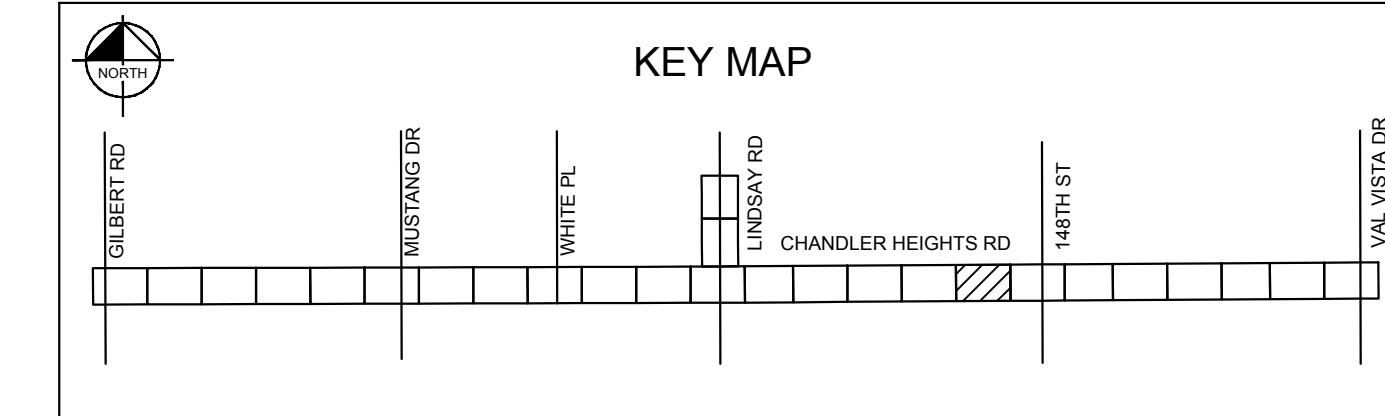 NORTH
KEY MAP
GILBERT RD
MUSTANG DR
WHITE PL
LINDSAY RD
CHANDLER HEIGHTS RD
148TH ST
VAL VISTA DR